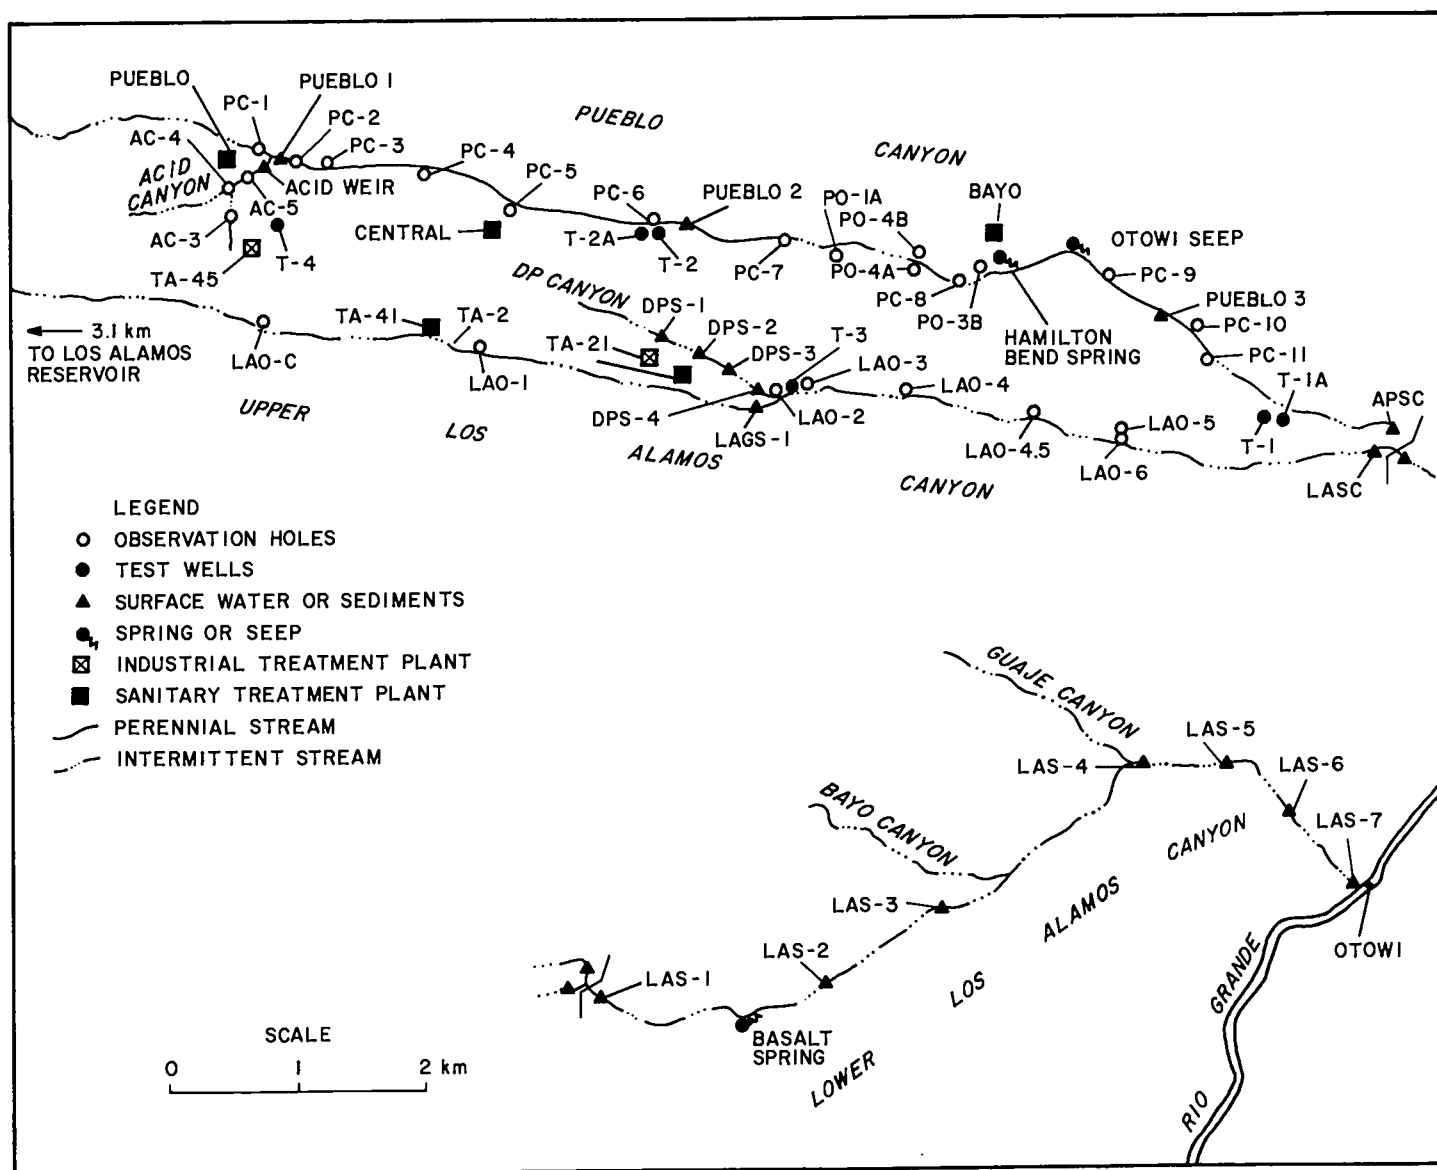 PUEBLO
PUEBLO 1
PC-1
PC-2
AC-4
PC-3
ACID
CANYON
ACID WEIR
AC-5
AC-3
T-4
TA-45
PUEBLO
CANYON
PC-4
PC-5
CENTRAL
PC-6
PUEBLO 2
T-2A
T-2
PC-7
PO-1A
PO-4B
BAYO
PO-4A
PC-8
PO-3B
OTOWI SEEP
PC-9
PUEBLO 3
HAMILTON
BEND SPRING
PC-10
PC-11
T-1A
APSC
T-1
LASC
DP CANYON
DPS-1
DPS-2
DPS-3
T-3
LAO-3
TA-41
TA-2
TA-21
3.1 km
TO LOS ALAMOS
RESERVOIR
LAO-C
LAO-1
DPS-4
LAO-2
LAGS-1
LAO-4
LAO-4.5
LAO-5
LAO-6
UPPER
LOS
ALAMOS
CANYON
LEGEND
OBSERVATION HOLES
TEST WELLS
SURFACE WATER OR SEDIMENTS
SPRING OR SEEP
INDUSTRIAL TREATMENT PLANT
SANITARY TREATMENT PLANT
PERENNIAL STREAM
INTERMITTENT STREAM
GUAJE CANYON
LAS-5
LAS-4
LAS-6
BAYO CANYON
LAS-7
LAS-3
LAS-2
LAS-1
BASALT
SPRING
LOWER
LOS
ALAMOS
CANYON
OTOWI
RIO
GRANDE
SCALE
0 1 2 km